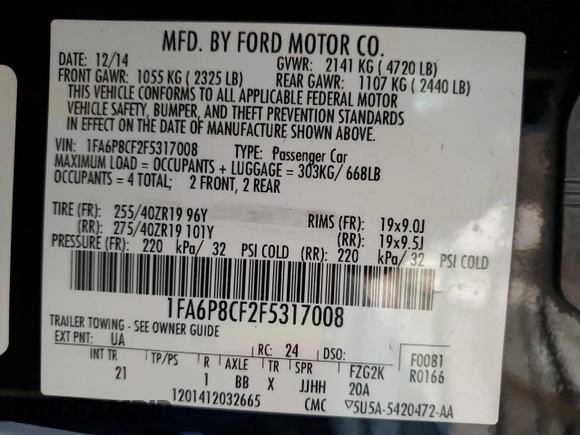 MFD. BY FORD MOTOR CO.
DATE: 12/14 GVWR: 2141 KG ( 4720 LB)
FRONT GAWR: 1055 KG ( 2325 LB) REAR GAWR: 1107 KG ( 2440 LB)
THIS VEHICLE CONFORMS TO ALL APPLICABLE FEDERAL MOTOR
VEHICLE SAFETY, BUMPER, AND THEFT PREVENTION STANDARDS
IN EFFECT ON THE DATE OF MANUFACTURE SHOWN ABOVE.
VIN: 1FA6P8CF2F5317008 TYPE: Passenger Car
MAXIMUM LOAD = OCCUPANTS + LUGGAGE = 303KG/ 668LB
OCCUPANTS = 4 TOTAL; 2 FRONT, 2 REAR
TIRE (FR): 255/40ZR19 96Y RIMS (FR): 19x9.0J
(RR): 275/40ZR19 101Y (RR): 19x9.5J
PRESSURE (FR): 220 kPa/ 32 PSI COLD (RR): 220 kPa/ 32 PSI COLD
1FA6P8CF2F5317008
TRAILER TOWING - SEE OWNER GUIDE
EXT PNT: UA RC: 24 DSO: F0081
INT TR TP/PS R AXLE TR SPR FZG2K R0166
21 1 BB X JJHH 20A
1201412032665 CMC 5U5A-5420472-AA